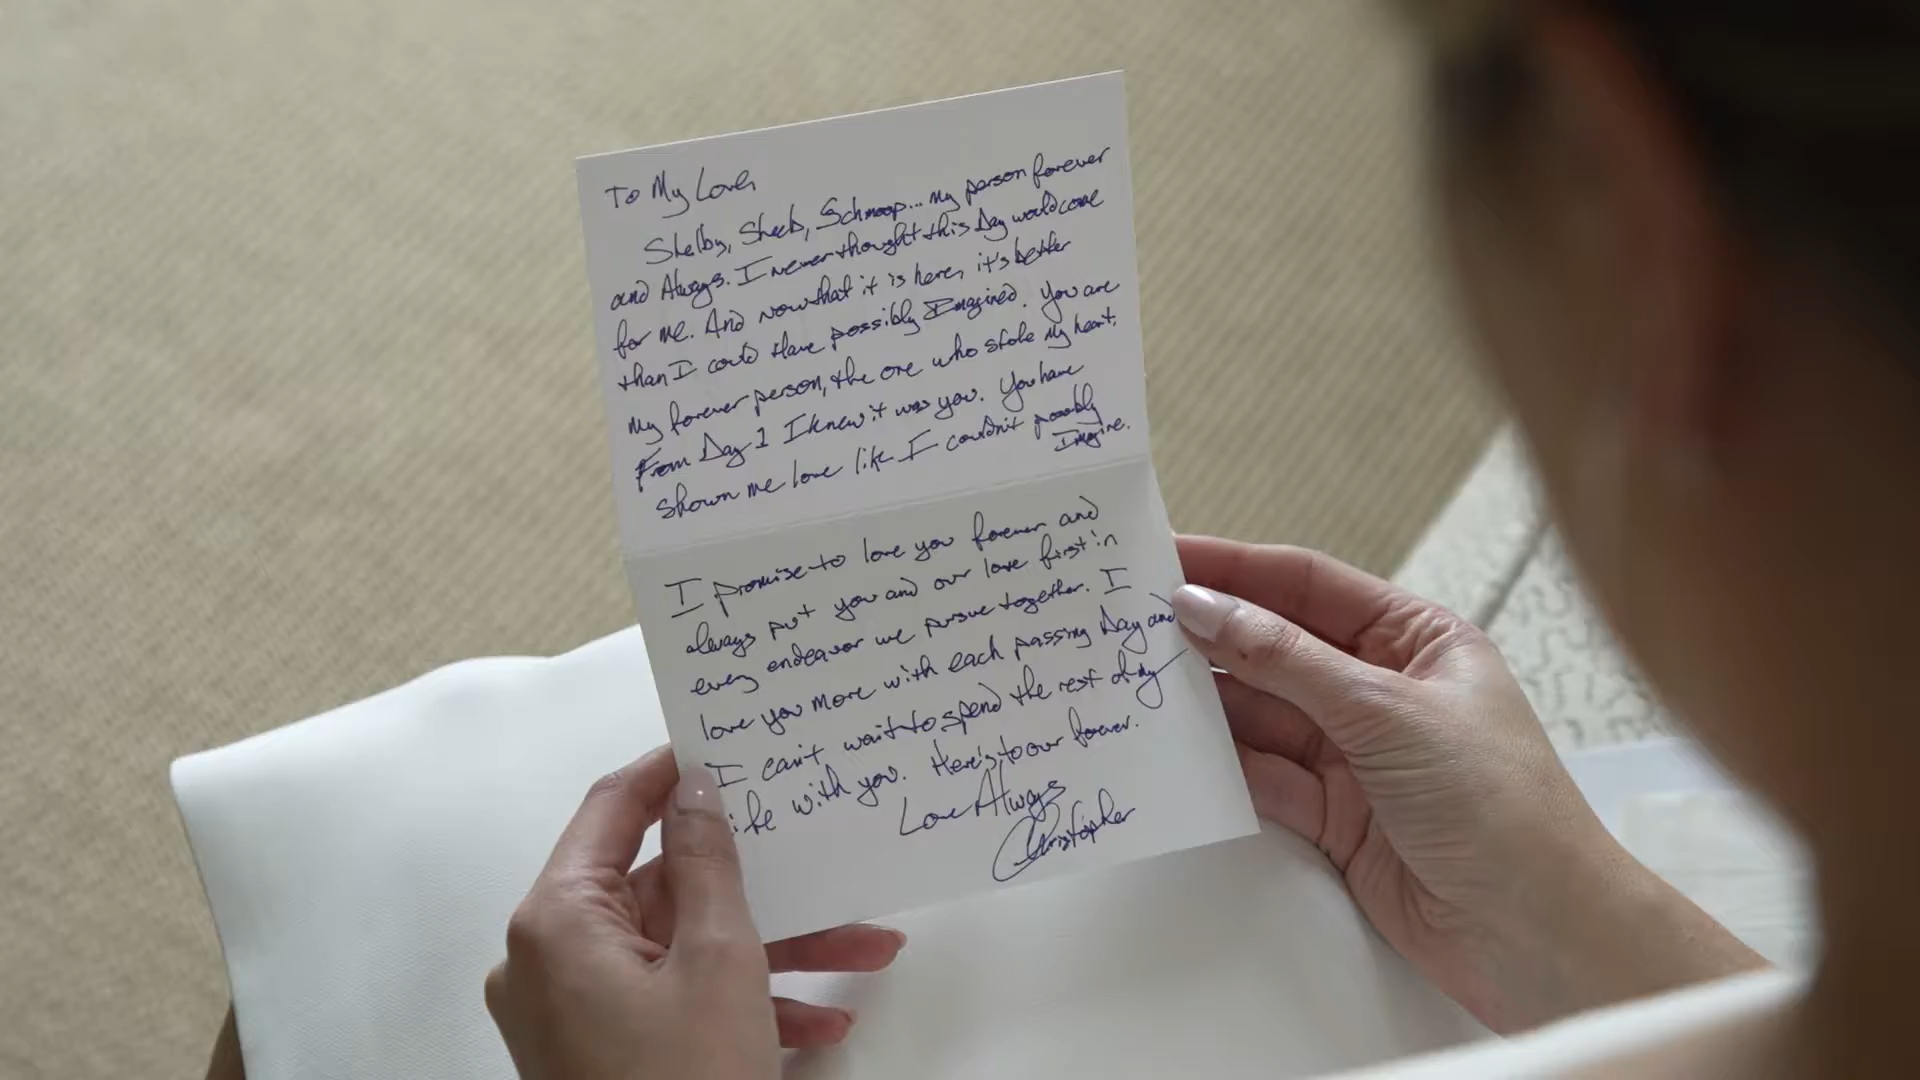 To My Love,
Shelby, Sheeb, Schmoop... My person forever
and Always. I never thought this Day would come
for me. And now that it is here, it's better
than I could Have possibly Imagined. You are
My forever person, the one who stole My heart.
From Day 1 I knew it was you. You have
shown me love like I couldn't possibly
Imagine.
I promise to love you forever and
always put you and our love first in
every endeavor we pursue together. I
love you More with each passing Day and
I can't wait to spend the rest of my
life with you. Here's to our forever.
Love Always
Christopher